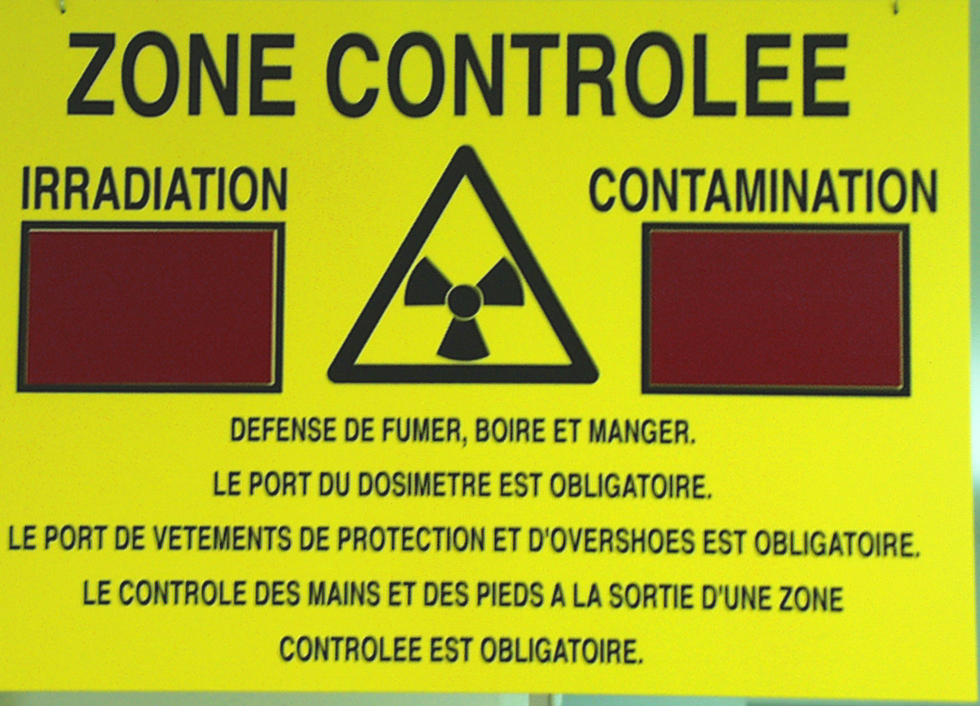 ZONE CONTROLEE
IRRADIATION
CONTAMINATION
DEFENSE DE FUMER, BOIRE ET MANGER.
LE PORT DU DOSIMETRE EST OBLIGATOIRE.
LE PORT DE VETEMENTS DE PROTECTION ET D'OVERSHOES EST OBLIGATOIRE.
LE CONTROLE DES MAINS ET DES PIEDS A LA SORTIE D'UNE ZONE
CONTROLEE EST OBLIGATOIRE.